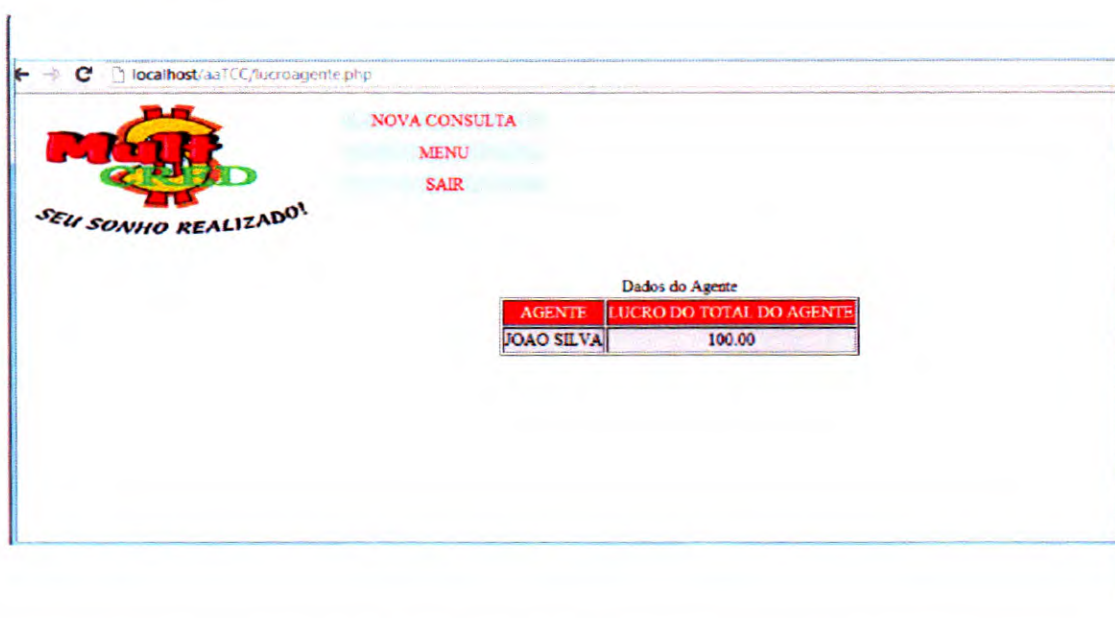 localhost/aaTCC/lucroagente.php
Mult
CRED
SEU SONHO REALIZADO!
NOVA CONSULTA
MENU
SAIR
Dados do Agente
AGENTE LUCRO DO TOTAL DO AGENTE
JOAO SILVA 100.00